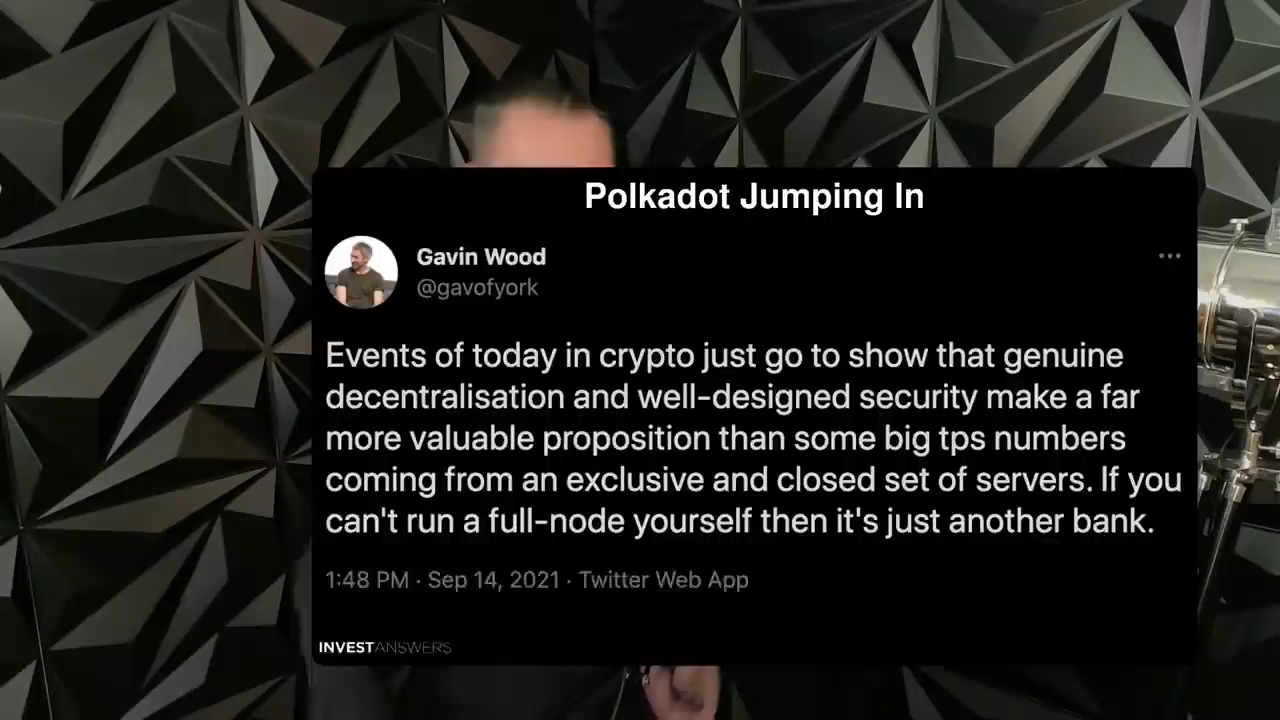 Polkadot Jumping In
Gavin Wood
@gavofyork
Events of today in crypto just go to show that genuine
decentralisation and well-designed security make a far
more valuable proposition than some big tps numbers
coming from an exclusive and closed set of servers. If you
can't run a full-node yourself then it's just another bank.
1:48 PM · Sep 14, 2021 · Twitter Web App
INVESTANSWERS